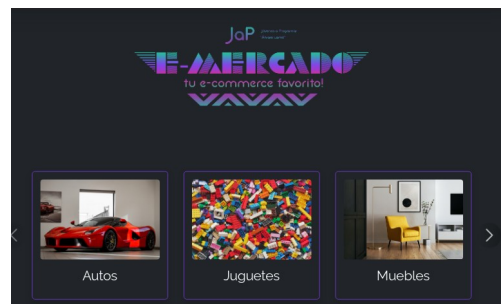 JaP
E-MERCADO
tu e-commerce favorito!
Autos
Juguetes
Muebles